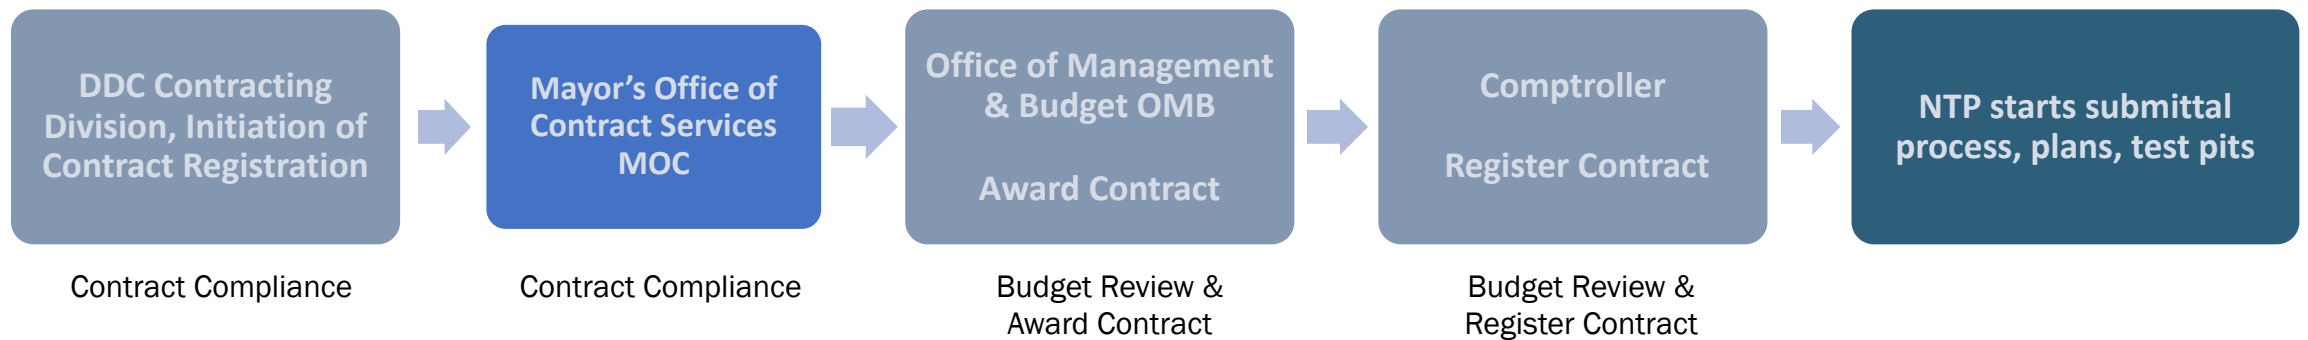 DDC Contracting
Division, Initiation of
Contract Registration
Mayor’s Office of
Contract Services
MOC
Office of Management
& Budget OMB
Award Contract
Comptroller
Register Contract
NTP starts submittal
process, plans, test pits
Contract Compliance
Contract Compliance
Budget Review &
Award Contract
Budget Review &
Register Contract